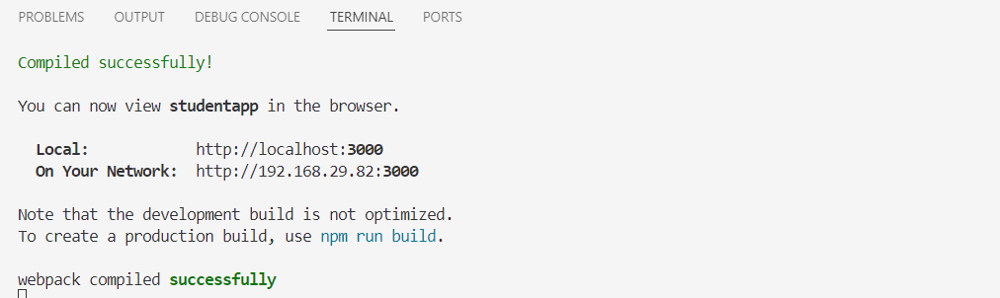 PROBLEMS OUTPUT DEBUG CONSOLE TERMINAL PORTS
Compiled successfully!
You can now view studentapp in the browser.
Local: http://localhost:3000
On Your Network: http://192.168.29.82:3000
Note that the development build is not optimized.
To create a production build, use npm run build.
webpack compiled successfully